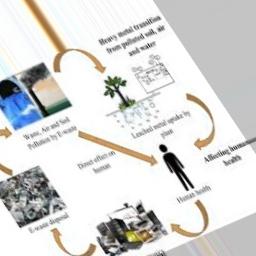 Heavy metal transition
from polluted soil, air
and water
Water, Air and Soil
Pollution by E-waste
Leached metal uptake by
plant
Direct effect on
human
Affecting human
health
Human health
E-waste disposal